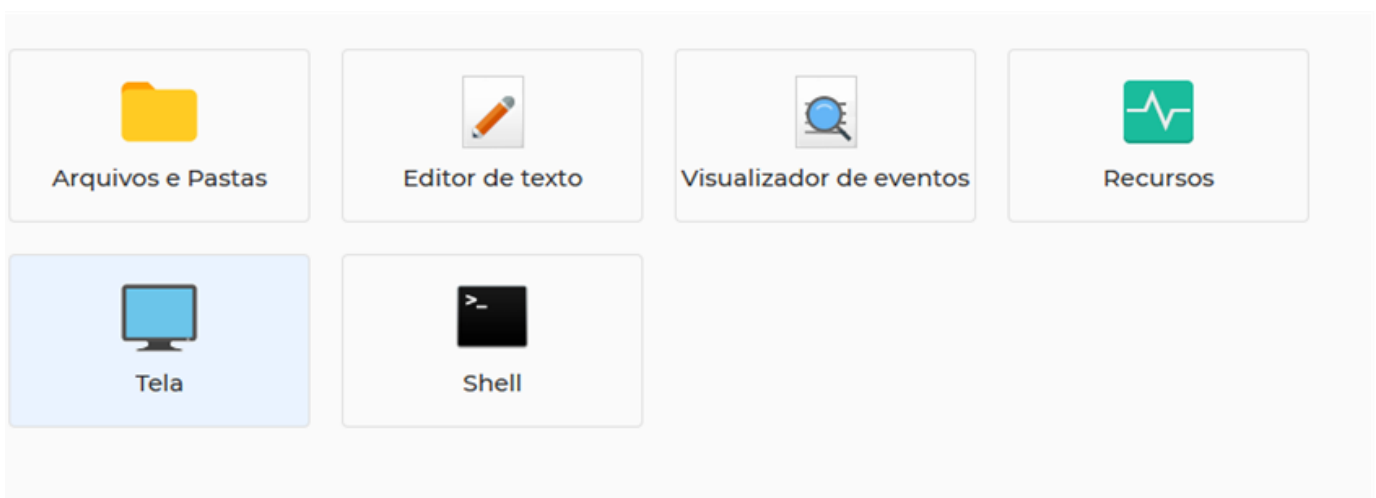 Arquivos e Pastas
Editor de texto
Visualizador de eventos
Recursos
>_
Tela
Shell